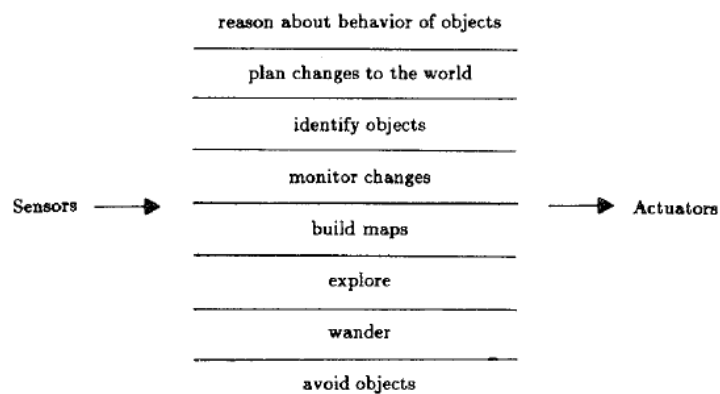 reason about behavior of objects
plan changes to the world
identify objects
monitor changes
Sensors
Actuators
build maps
explore
wander
avoid objects